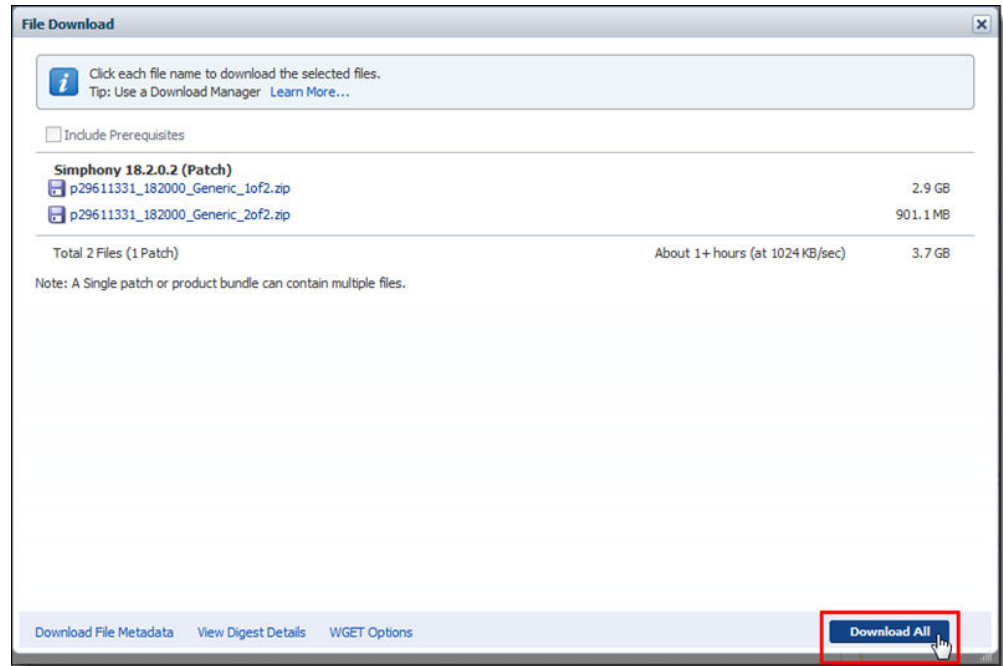 File Download
Click each file name to download the selected files.
Tip: Use a Download Manager Learn More...
Include Prerequisites
Simphony 18.2.0.2 (Patch)
p29611331_182000_Generic_1of2.zip 2.9 GB
p29611331_182000_Generic_2of2.zip 901.1 MB
Total 2 Files (1 Patch) About 1+ hours (at 1024 KB/sec) 3.7 GB
Note: A Single patch or product bundle can contain multiple files.
Download File Metadata View Digest Details WGET Options Download All